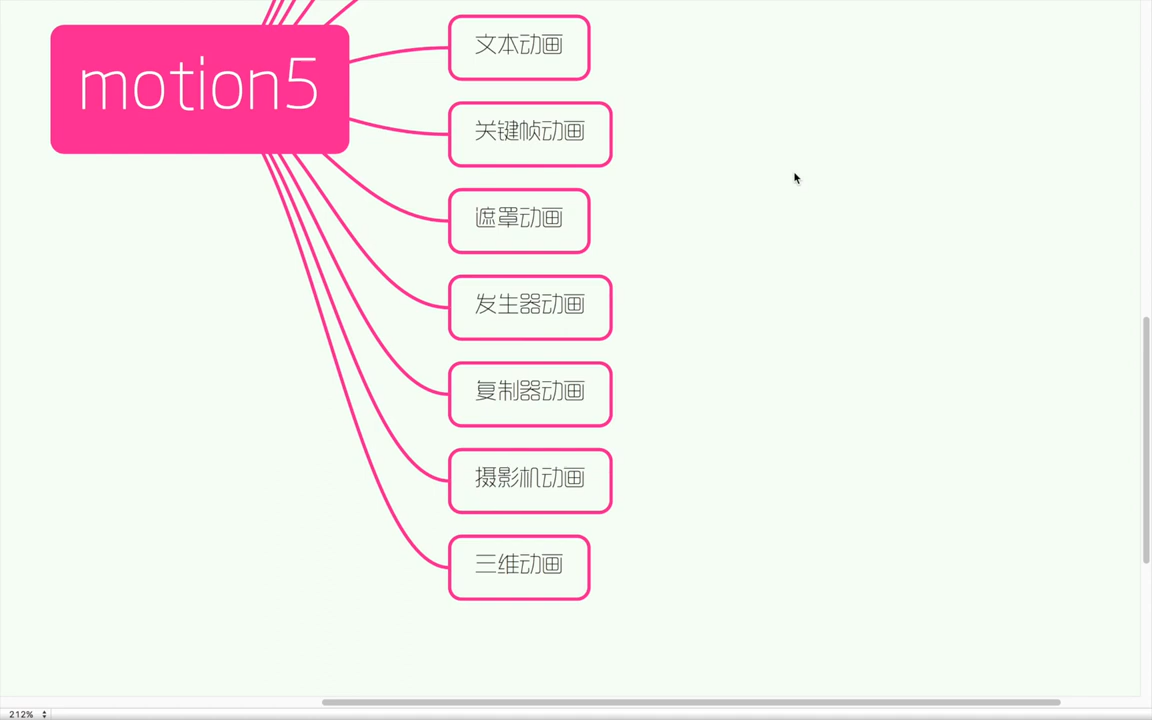 motion5
文本动画
关键帧动画
遮罩动画
发生器动画
复制器动画
摄影机动画
三维动画
212%